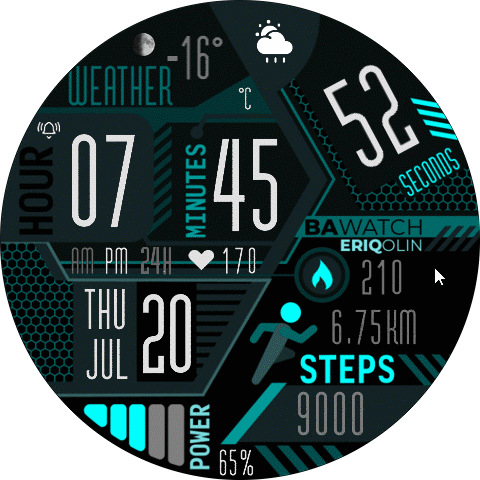 -16°
WEATHER
°C
52
SECONDS
HOUR
07
MINUTES
45
BAWATCH
ERIQOLIN
AM PM 24H
170
210
THU
JUL
20
6.75KM
STEPS
9000
POWER
65%